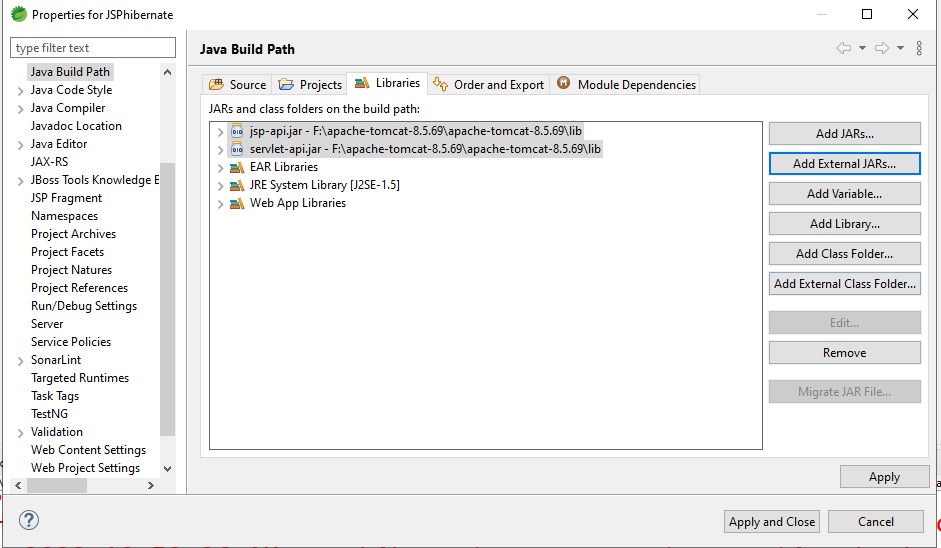 Properties for JSPhibernate
type filter text
Java Build Path
Java Code Style
Java Compiler
Javadoc Location
Java Editor
JAX-RS
JBoss Tools Knowledge B
JSP Fragment
Namespaces
Project Archives
Project Facets
Project Natures
Project References
Run/Debug Settings
Server
Service Policies
SonarLint
Targeted Runtimes
Task Tags
TestNG
Validation
Web Content Settings
Web Project Settings
Java Build Path
Source Projects Libraries Order and Export Module Dependencies
JARs and class folders on the build path:
jsp-api.jar - F:\apache-tomcat-8.5.69\apache-tomcat-8.5.69\lib
servlet-api.jar - F:\apache-tomcat-8.5.69\apache-tomcat-8.5.69\lib
EAR Libraries
JRE System Library [J2SE-1.5]
Web App Libraries
Add JARs...
Add External JARs...
Add Variable...
Add Library...
Add Class Folder...
Add External Class Folder...
Edit...
Remove
Migrate JAR File...
Apply
Apply and Close Cancel